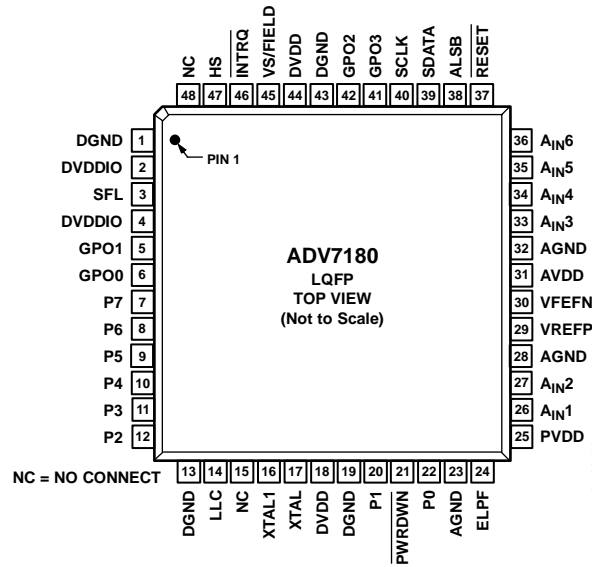 NC
HS
INTRQ
VS/FIELD
DVDD
DGND
GPO2
GPO3
SCLK
SDATA
ALSB
RESET
48 47 46 45 44 43 42 41 40 39 38 37
DGND 1
DVDDIO 2
SFL 3
DVDDIO 4
GPO1 5
GPO0 6
P7 7
P6 8
P5 9
P4 10
P3 11
P2 12
PIN 1
ADV7180
LQFP
TOP VIEW
(Not to Scale)
36 AIN6
35 AIN5
34 AIN4
33 AIN3
32 AGND
31 AVDD
30 VFEFN
29 VREFP
28 AGND
27 AIN2
26 AIN1
25 PVDD
NC = NO CONNECT
13 14 15 16 17 18 19 20 21 22 23 24
DGND
LLC
NC
XTAL1
XTAL
DVDD
DGND
P1
PWRDWN
P0
AGND
ELPF